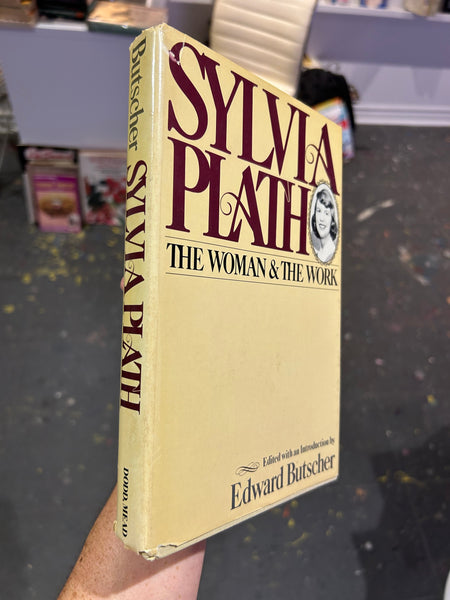 SYLVIA
PLATH
THE WOMAN & THE WORK
Edited with an Introduction by
Edward Butscher
Butscher SYLVIA PLATH DODD, MEAD